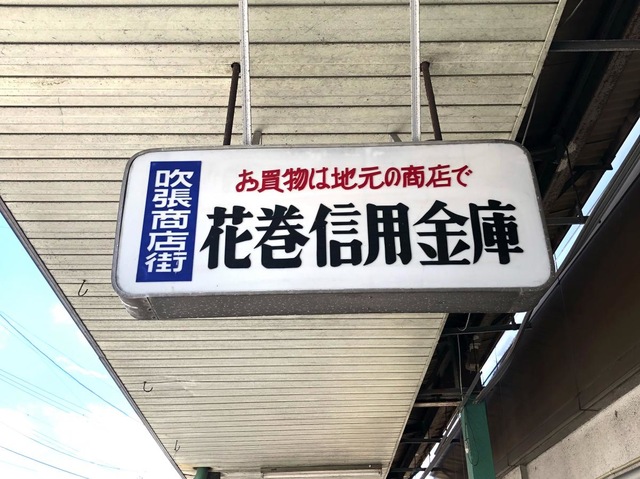 吹張商店街
お買物は地元の商店で
花巻信用金庫